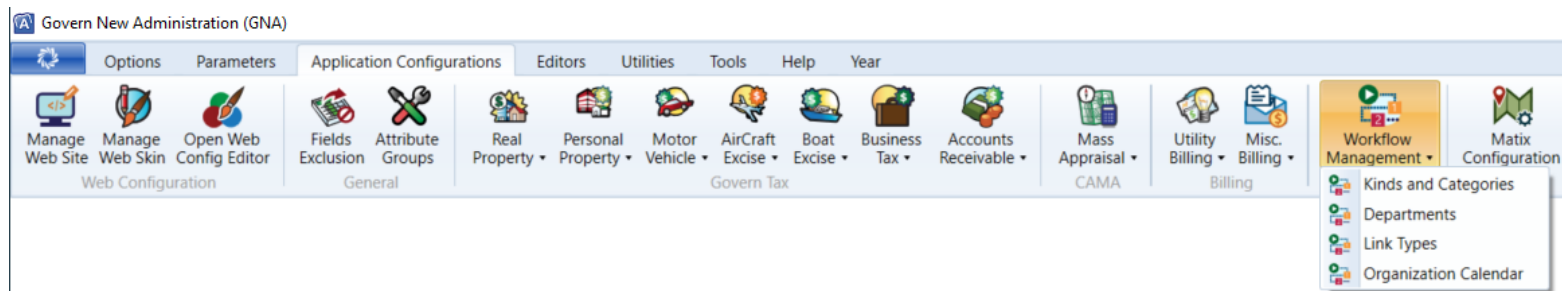 Govern New Administration (GNA)
Options Parameters Application Configurations Editors Utilities Tools Help Year
Manage Web Site
Manage Web Skin
Open Web Config Editor
Web Configuration
Fields Exclusion
Attribute Groups
General
Real Property
Personal Property
Motor Vehicle
AirCraft Excise
Boat Excise
Business Tax
Accounts Receivable
Govern Tax
Mass Appraisal
CAMA
Utility Billing
Misc. Billing
Billing
Workflow Management
Matix Configuration
Kinds and Categories
Departments
Link Types
Organization Calendar